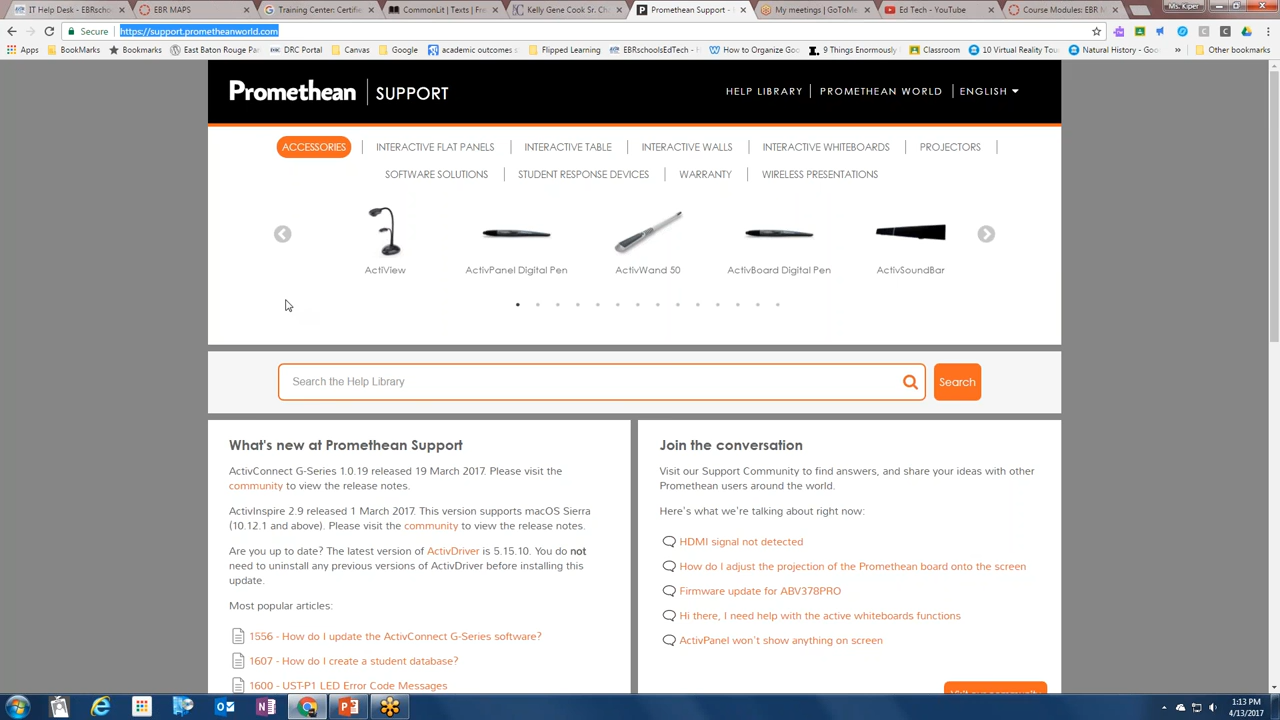 IT Help Desk - EBRscho
EBR MAPS
Training Center: Certifie
CommonLit | Texts | Free
Kelly Gene Cook Sr. Cha
Promethean Support -
My meetings | GoToMe
Ed Tech - YouTube
Course Modules: EBR M
Ms. Kiper
Secure | https://support.prometheanworld.com
Apps BookMarks Bookmarks East Baton Rouge Par DRC Portal Canvas Google academic outcomes Flipped Learning EBRschoolsEdTech - How to Organize Goo 9 Things Enormously Classroom 10 Virtual Reality Tou Natural History - Goo Other bookmarks
Promethean | SUPPORT
HELP LIBRARY | PROMETHEAN WORLD | ENGLISH
ACCESSORIES | INTERACTIVE FLAT PANELS | INTERACTIVE TABLE | INTERACTIVE WALLS | INTERACTIVE WHITEBOARDS | PROJECTORS |
SOFTWARE SOLUTIONS | STUDENT RESPONSE DEVICES | WARRANTY | WIRELESS PRESENTATIONS
ActiView ActivPanel Digital Pen ActivWand 50 ActivBoard Digital Pen ActivSoundBar
Search the Help Library
Search
What's new at Promethean Support
ActivConnect G-Series 1.0.19 released 19 March 2017. Please visit the
community to view the release notes.
ActivInspire 2.9 released 1 March 2017. This version supports macOS Sierra
(10.12.1 and above). Please visit the community to view the release notes.
Are you up to date? The latest version of ActivDriver is 5.15.10. You do not
need to uninstall any previous versions of ActivDriver before installing this
update.
Most popular articles:
1556 - How do I update the ActivConnect G-Series software?
1607 - How do I create a student database?
1600 - UST-P1 LED Error Code Messages
Join the conversation
Visit our Support Community to find answers, and share your ideas with other
Promethean users around the world.
Here's what we're talking about right now:
HDMI signal not detected
How do I adjust the projection of the Promethean board onto the screen
Firmware update for ABV378PRO
Hi there, I need help with the active whiteboards functions
ActivPanel won't show anything on screen
Visit our community
1:13 PM
4/13/2017